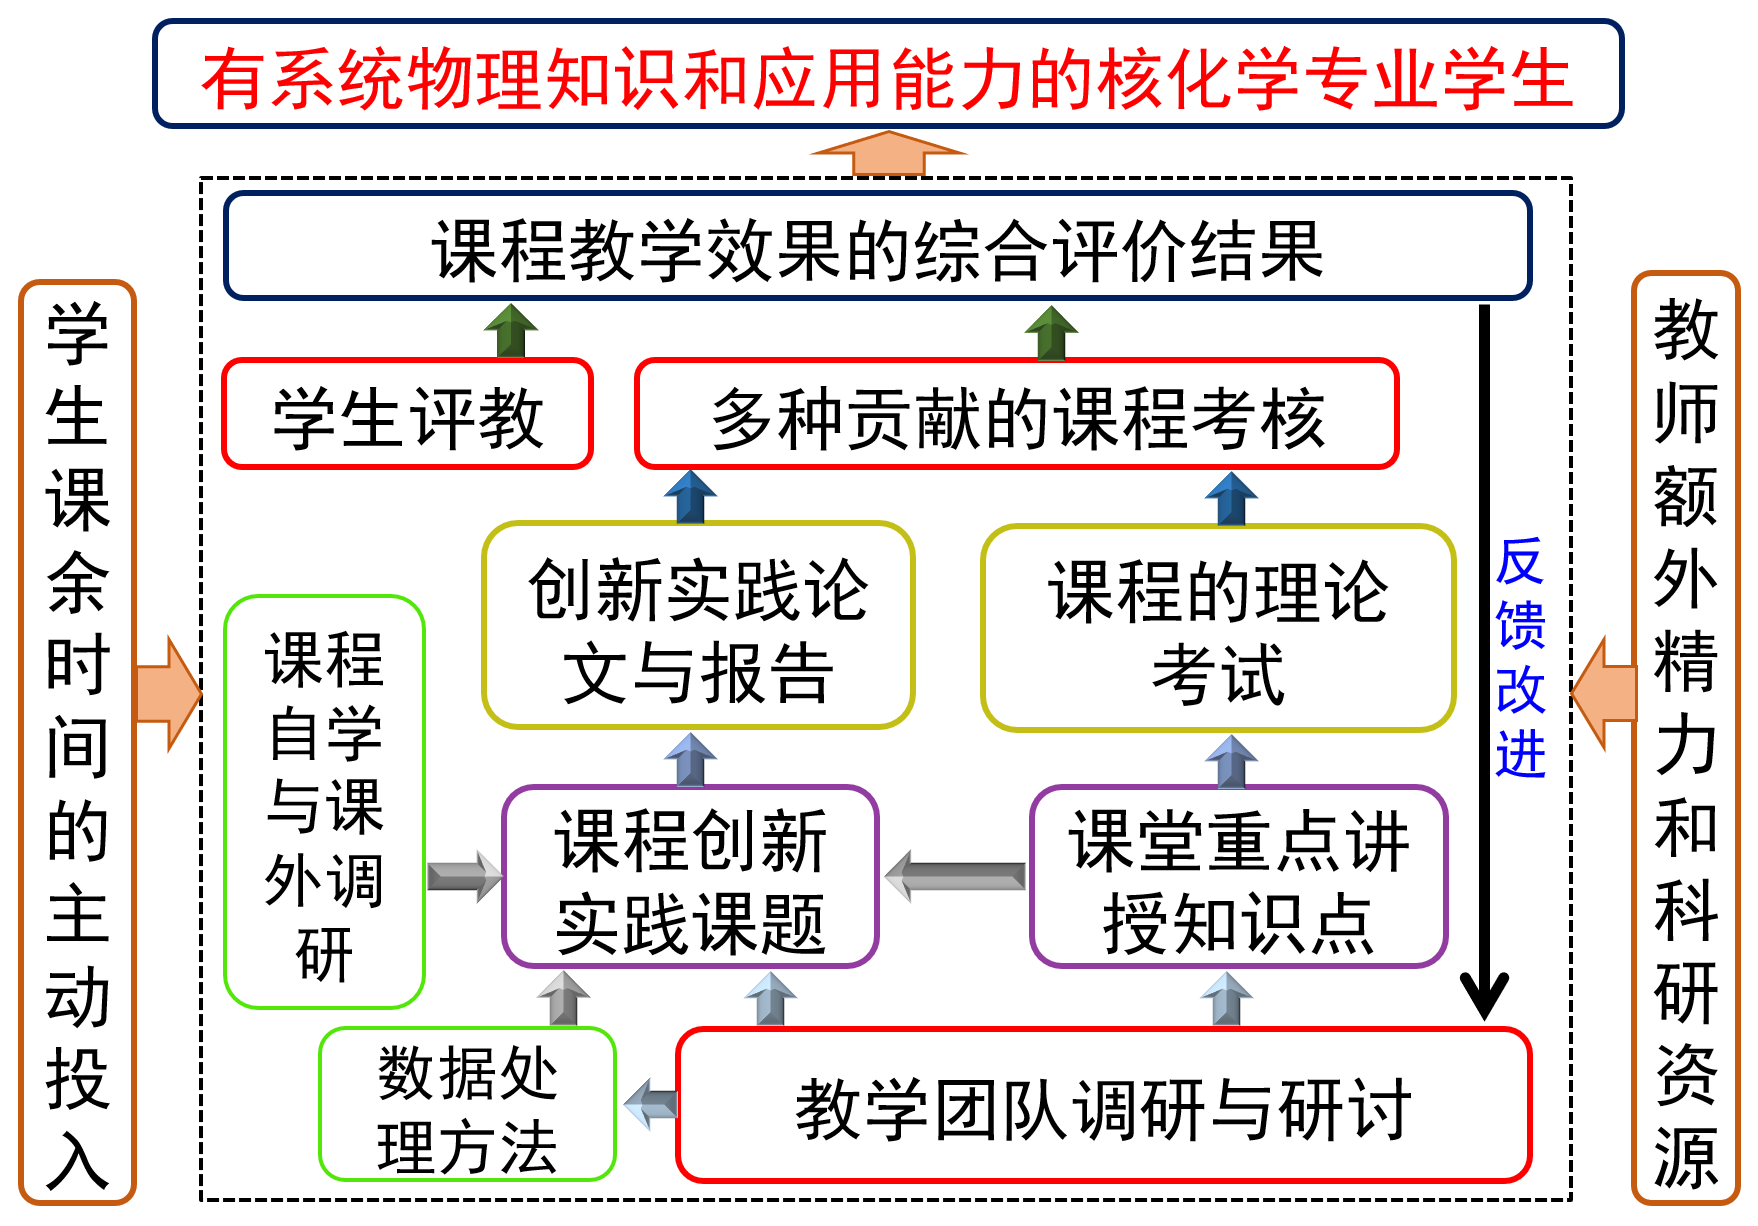 有系统物理知识和应用能力的核化学专业学生
课程教学效果的综合评价结果
学生评教
多种贡献的课程考核
创新实践论
文与报告
课程的理论
考试
课程
自学
与课
外调
研
课程创新
实践课题
课堂重点讲
授知识点
数据处
理方法
教学团队调研与研讨
反馈改进
学生课余时间的主动投入
教师额外精力和科研资源